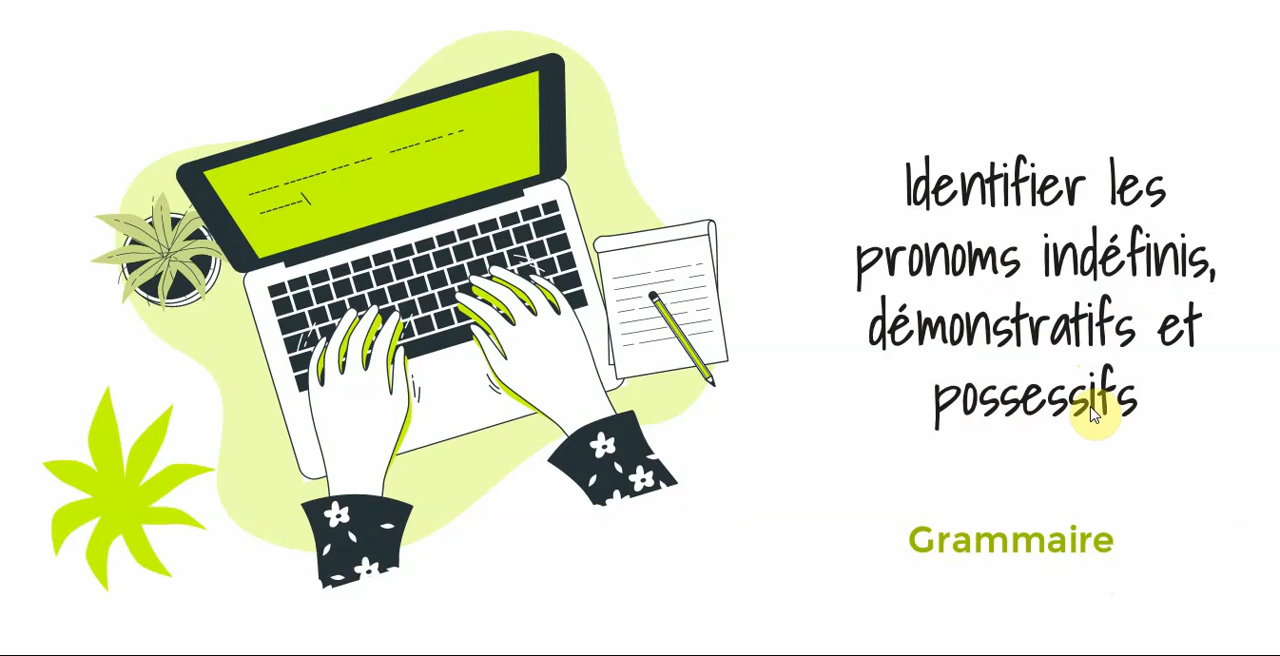 Identifier les
pronoms indéfinis,
démonstratifs et
possessifs
Grammaire